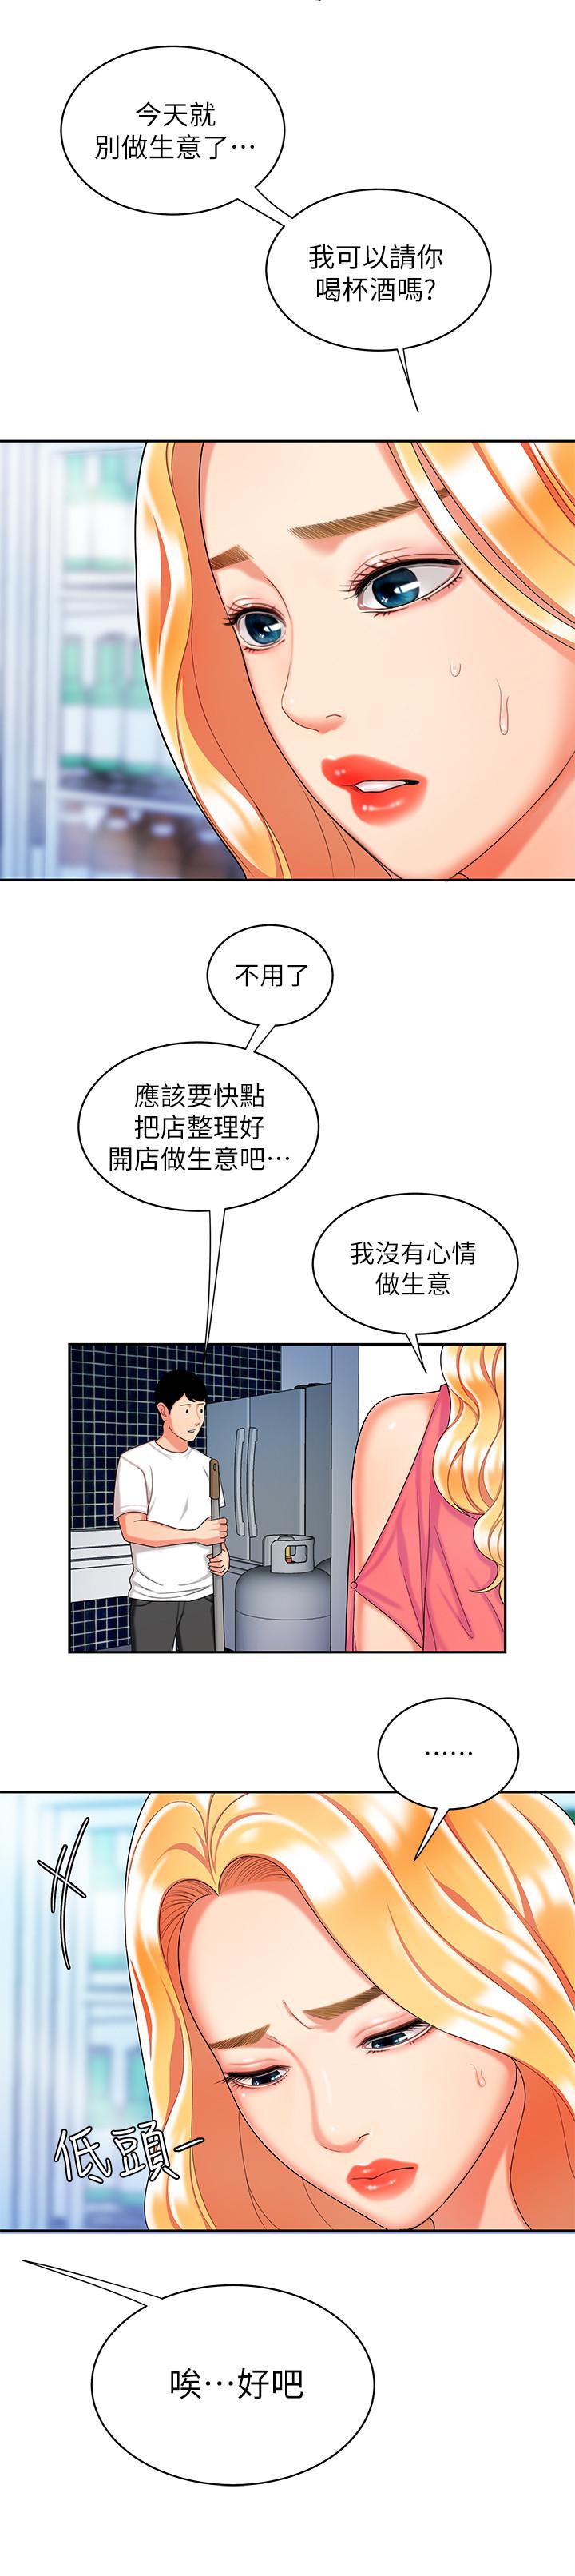 今天就
別做生意了…
我可以請你
喝杯酒嗎?
不用了
應該要快點
把店整理好
開店做生意吧…
我沒有心情
做生意
……
低頭
唉…好吧